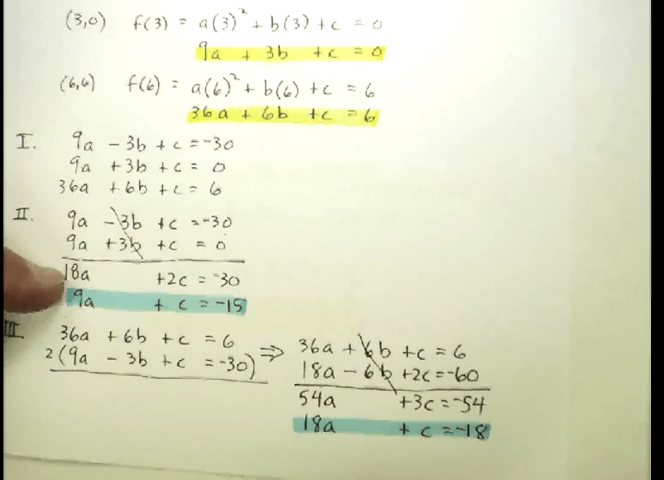 (3,0) f(3) = a(3)² + b(3) + c = 0
9a + 3b + c = 0
(6,6) f(6) = a(6)² + b(6) + c = 6
36a + 6b + c = 6
I. 9a - 3b + c = -30
9a + 3b + c = 0
36a + 6b + c = 6
II. 9a - 3b + c = -30
9a + 3b + c = 0
18a + 2c = -30
9a + c = -15
III. 36a + 6b + c = 6
2(9a - 3b + c = -30) ⇒
36a + 6b + c = 6
18a - 6b + 2c = -60
54a + 3c = -54
18a + c = -18